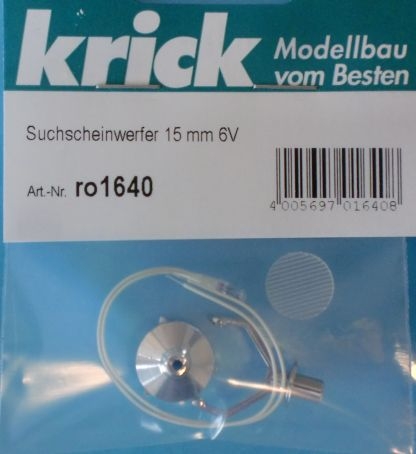 krick
Modellbau
vom Besten
Suchscheinwerfer 15 mm 6V
Art.-Nr. ro1640
4 005697 016408